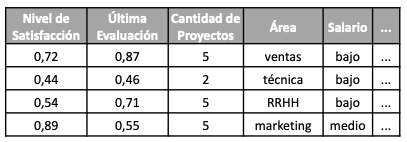 Nivel de Satisfacción Última Evaluación Cantidad de Proyectos Área Salario ...
0,72 0,87 5 ventas bajo ...
0,44 0,46 2 técnica bajo ...
0,54 0,71 5 RRHH bajo ...
0,89 0,55 5 marketing medio ...